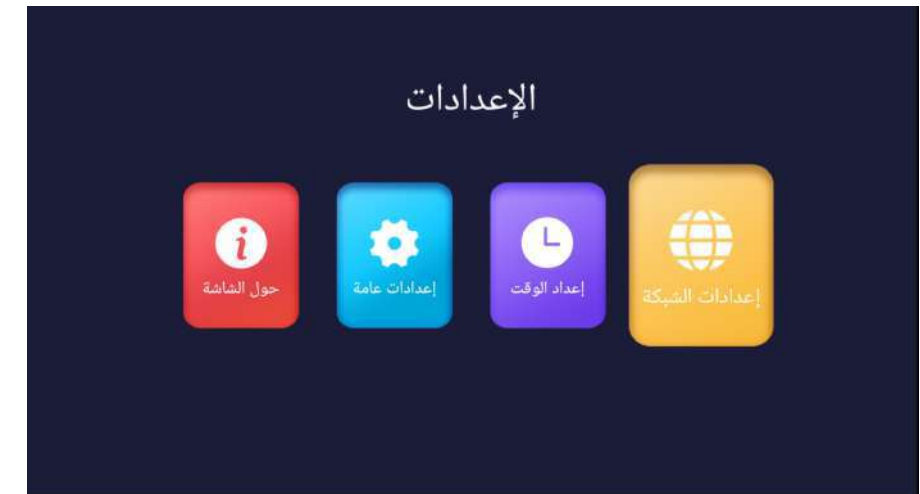 الإعدادات
إعدادات الشبكة
إعداد الوقت
إعدادات عامة
حول الشاشة